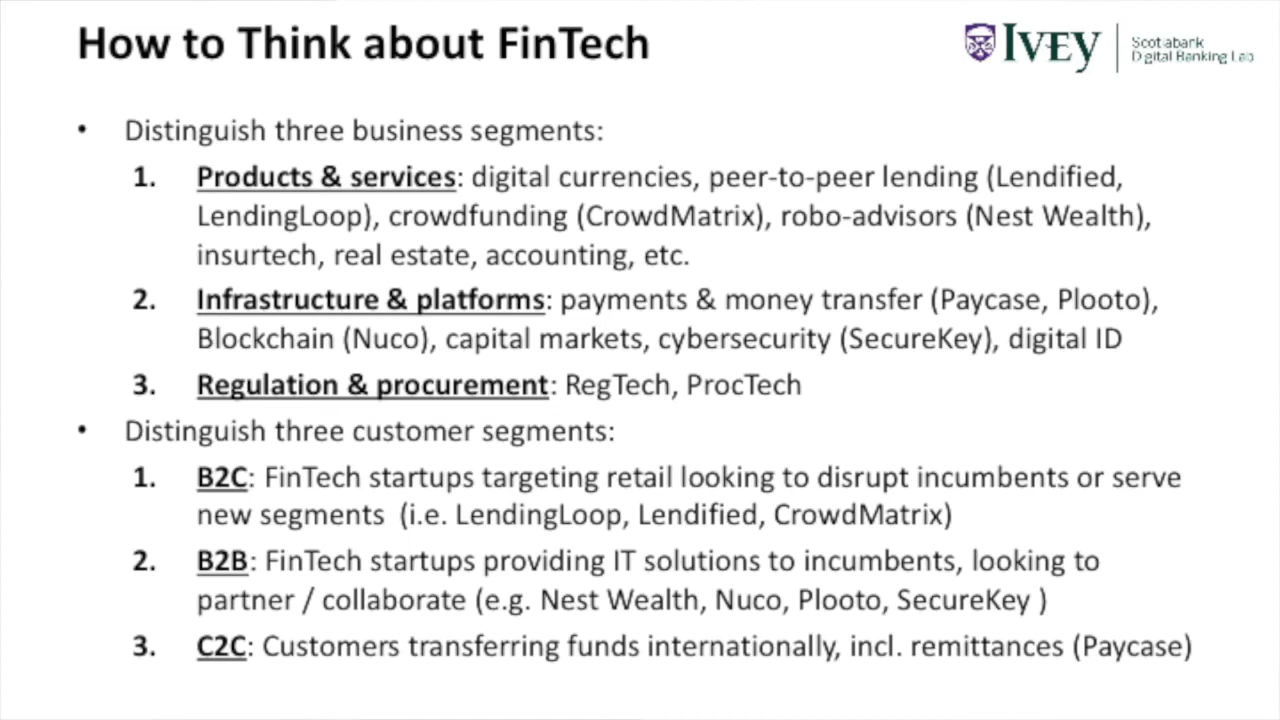 How to Think about FinTech
IVEY
Scotiabank
Digital Banking Lab
• Distinguish three business segments:
1. Products & services: digital currencies, peer-to-peer lending (Lendified,
LendingLoop), crowdfunding (CrowdMatrix), robo-advisors (Nest Wealth),
insurtech, real estate, accounting, etc.
2. Infrastructure & platforms: payments & money transfer (Paycase, Plooto),
Blockchain (Nuco), capital markets, cybersecurity (SecureKey), digital ID
3. Regulation & procurement: RegTech, ProcTech
• Distinguish three customer segments:
1. B2C: FinTech startups targeting retail looking to disrupt incumbents or serve
new segments (i.e. LendingLoop, Lendified, CrowdMatrix)
2. B2B: FinTech startups providing IT solutions to incumbents, looking to
partner / collaborate (e.g. Nest Wealth, Nuco, Plooto, SecureKey )
3. C2C: Customers transferring funds internationally, incl. remittances (Paycase)